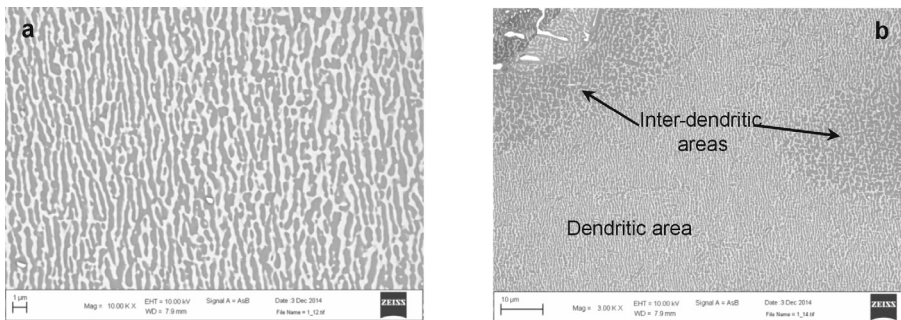 a
1 µm
Mag = 10.00 K X
EHT = 10.00 kV
WD = 7.9 mm
Signal A = AsB
Date :3 Dec 2014
File Name = 1_12.tif
ZEISS
b
Inter-dendritic
areas
Dendritic area
10 µm
Mag = 3.00 K X
EHT = 10.00 kV
WD = 7.9 mm
Signal A = AsB
Date :3 Dec 2014
File Name = 1_14.tif
ZEISS